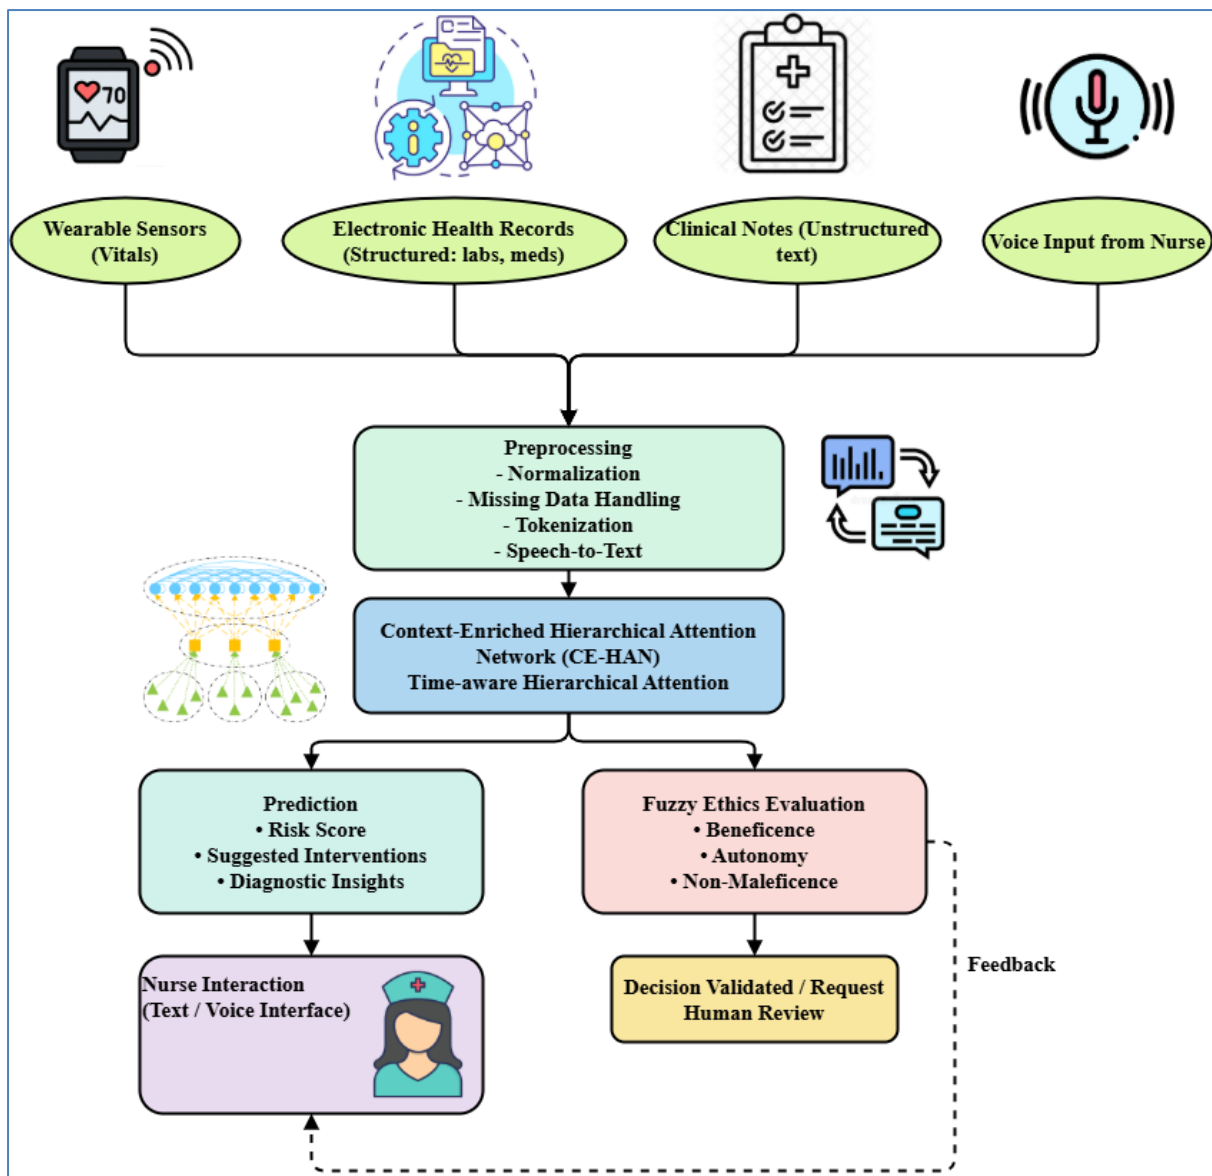 70
C
i
Wearable Sensors
(Vitals)
Electronic Health Records
(Structured: labs, meds)
Clinical Notes (Unstructured
text)
Voice Input from Nurse
Preprocessing
- Normalization
- Missing Data Handling
- Tokenization
- Speech-to-Text
Context-Enriched Hierarchical Attention
Network (CE-HAN)
Time-aware Hierarchical Attention
Prediction
• Risk Score
• Suggested Interventions
• Diagnostic Insights
Fuzzy Ethics Evaluation
• Beneficence
• Autonomy
• Non-Maleficence
Nurse Interaction
(Text / Voice Interface)
Decision Validated / Request
Human Review
Feedback